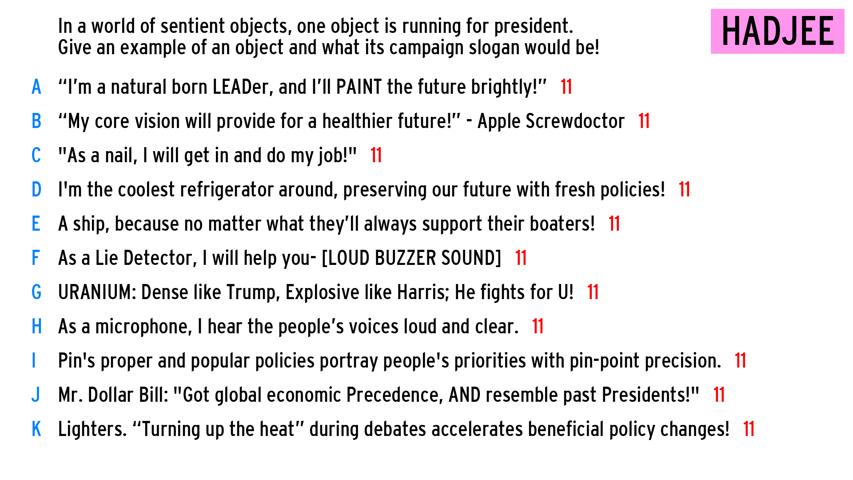 In a world of sentient objects, one object is running for president.
Give an example of an object and what its campaign slogan would be!
HADJEE
A “I’m a natural born LEADer, and I’ll PAINT the future brightly!” 11
B “My core vision will provide for a healthier future!” - Apple Screwdoctor 11
C "As a nail, I will get in and do my job!" 11
D I'm the coolest refrigerator around, preserving our future with fresh policies! 11
E A ship, because no matter what they’ll always support their boaters! 11
F As a Lie Detector, I will help you- [LOUD BUZZER SOUND] 11
G URANIUM: Dense like Trump, Explosive like Harris; He fights for U! 11
H As a microphone, I hear the people’s voices loud and clear. 11
I Pin's proper and popular policies portray people's priorities with pin-point precision. 11
J Mr. Dollar Bill: "Got global economic Precedence, AND resemble past Presidents!" 11
K Lighters. “Turning up the heat” during debates accelerates beneficial policy changes! 11